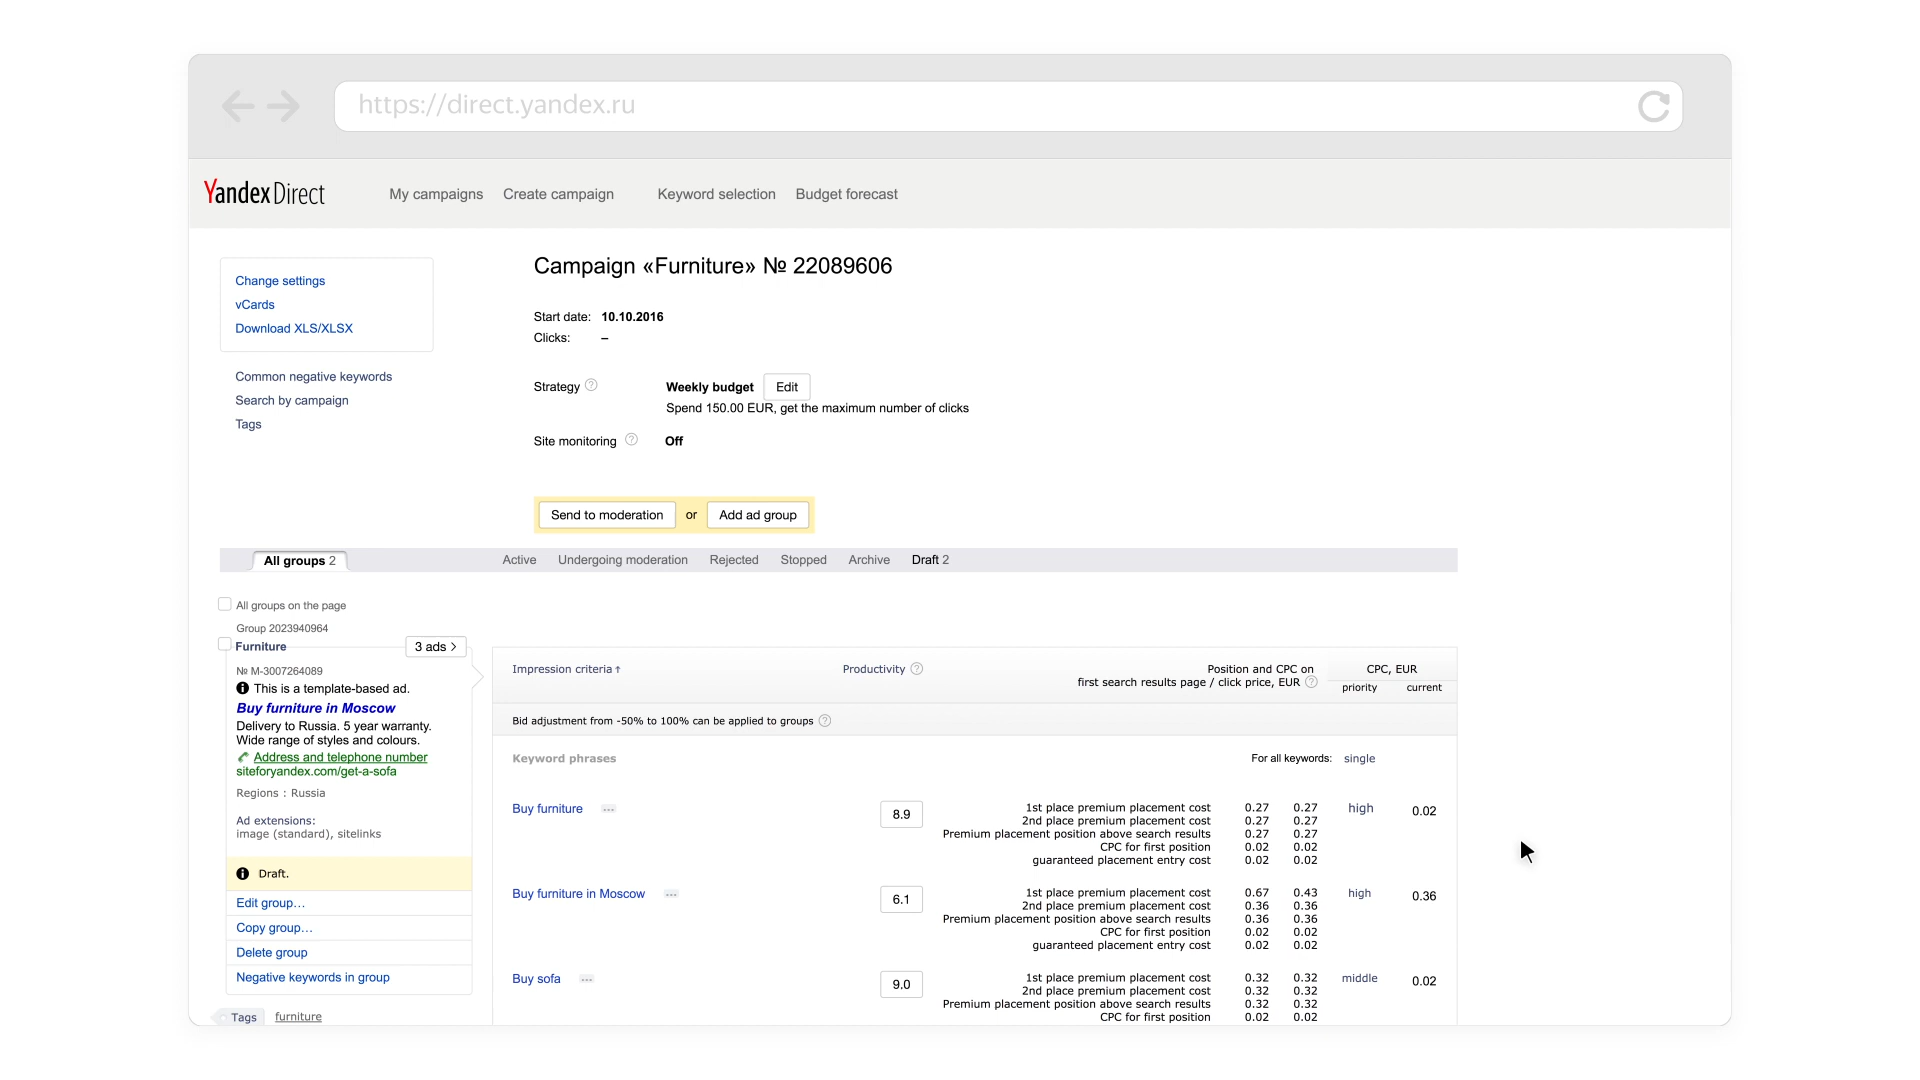 https://direct.yandex.ru
Yandex Direct
My campaigns Create campaign Keyword selection Budget forecast
Change settings
vCards
Download XLS/XLSX
Common negative keywords
Search by campaign
Tags
Campaign «Furniture» № 22089606
Start date: 10.10.2016
Clicks: –
Strategy ? Weekly budget Edit
Spend 150.00 EUR, get the maximum number of clicks
Site monitoring ? Off
Send to moderation or Add ad group
All groups 2 Active Undergoing moderation Rejected Stopped Archive Draft 2
All groups on the page
Group 2023940964
Furniture 3 ads >
№ M-3007264089
This is a template-based ad.
Buy furniture in Moscow
Delivery to Russia. 5 year warranty.
Wide range of styles and colours.
Address and telephone number
siteforyandex.com/get-a-sofa
Regions : Russia
Ad extensions:
image (standard), sitelinks
Draft.
Edit group…
Copy group…
Delete group
Negative keywords in group
Tags furniture
Impression criteria ↑ Productivity ? Position and CPC on CPC, EUR
first search results page / click price, EUR ? priority current
Bid adjustment from -50% to 100% can be applied to groups ?
Keyword phrases For all keywords: single
Buy furniture ... 8.9 1st place premium placement cost 0.27 0.27 high 0.02
2nd place premium placement cost 0.27 0.27
Premium placement position above search results 0.27 0.27
CPC for first position 0.02 0.02
guaranteed placement entry cost 0.02 0.02
Buy furniture in Moscow ... 6.1 1st place premium placement cost 0.67 0.43 high 0.36
2nd place premium placement cost 0.36 0.36
Premium placement position above search results 0.36 0.36
CPC for first position 0.02 0.02
guaranteed placement entry cost 0.02 0.02
Buy sofa ... 9.0 1st place premium placement cost 0.32 0.32 middle 0.02
2nd place premium placement cost 0.32 0.32
Premium placement position above search results 0.32 0.32
CPC for first position 0.02 0.02